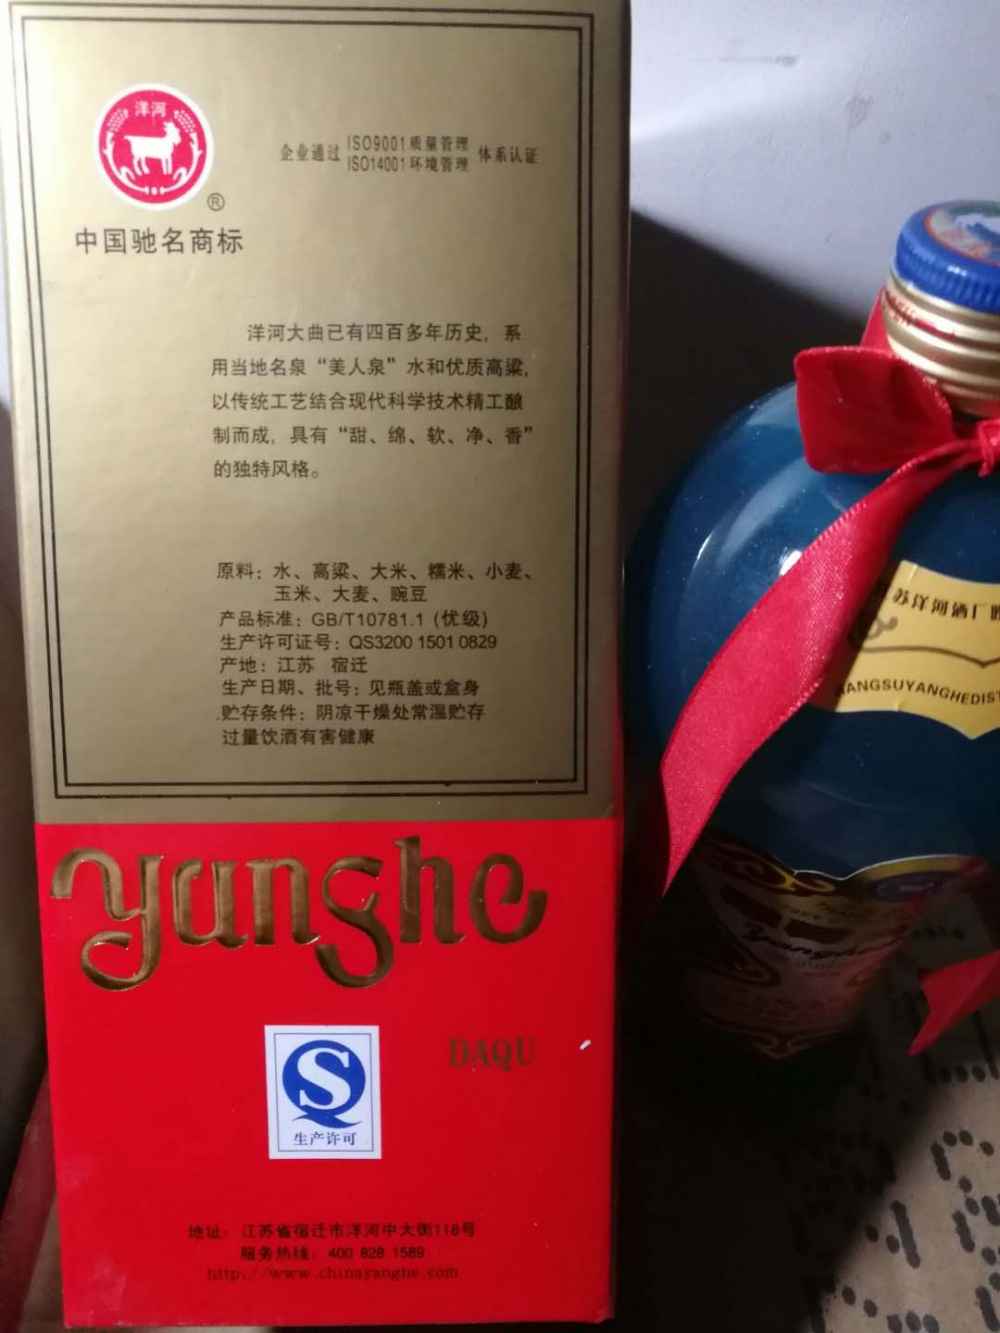 洋河
®
中国驰名商标
企业通过 ISO9001质量管理 体系认证
ISO14001环境管理
洋河大曲已有四百多年历史，系
用当地名泉“美人泉”水和优质高粱，
以传统工艺结合现代科学技术精工酿
制而成，具有“甜、绵、软、净、香”
的独特风格。
原料：水、高粱、大米、糯米、小麦、
玉米、大麦、豌豆
产品标准：GB/T10781.1 (优级)
生产许可证号：QS3200 1501 0829
产地：江苏 宿迁
生产日期、批号：见瓶盖或盒身
贮存条件：阴凉干燥处常温贮存
过量饮酒有害健康
yanghe
DAQU
QS
生产许可
地址：江苏省宿迁市洋河中大街118号
服务热线：400 828 1589
http://www.chinayanghe.com
苏洋河酒厂
ANGSUYANGHEDIST